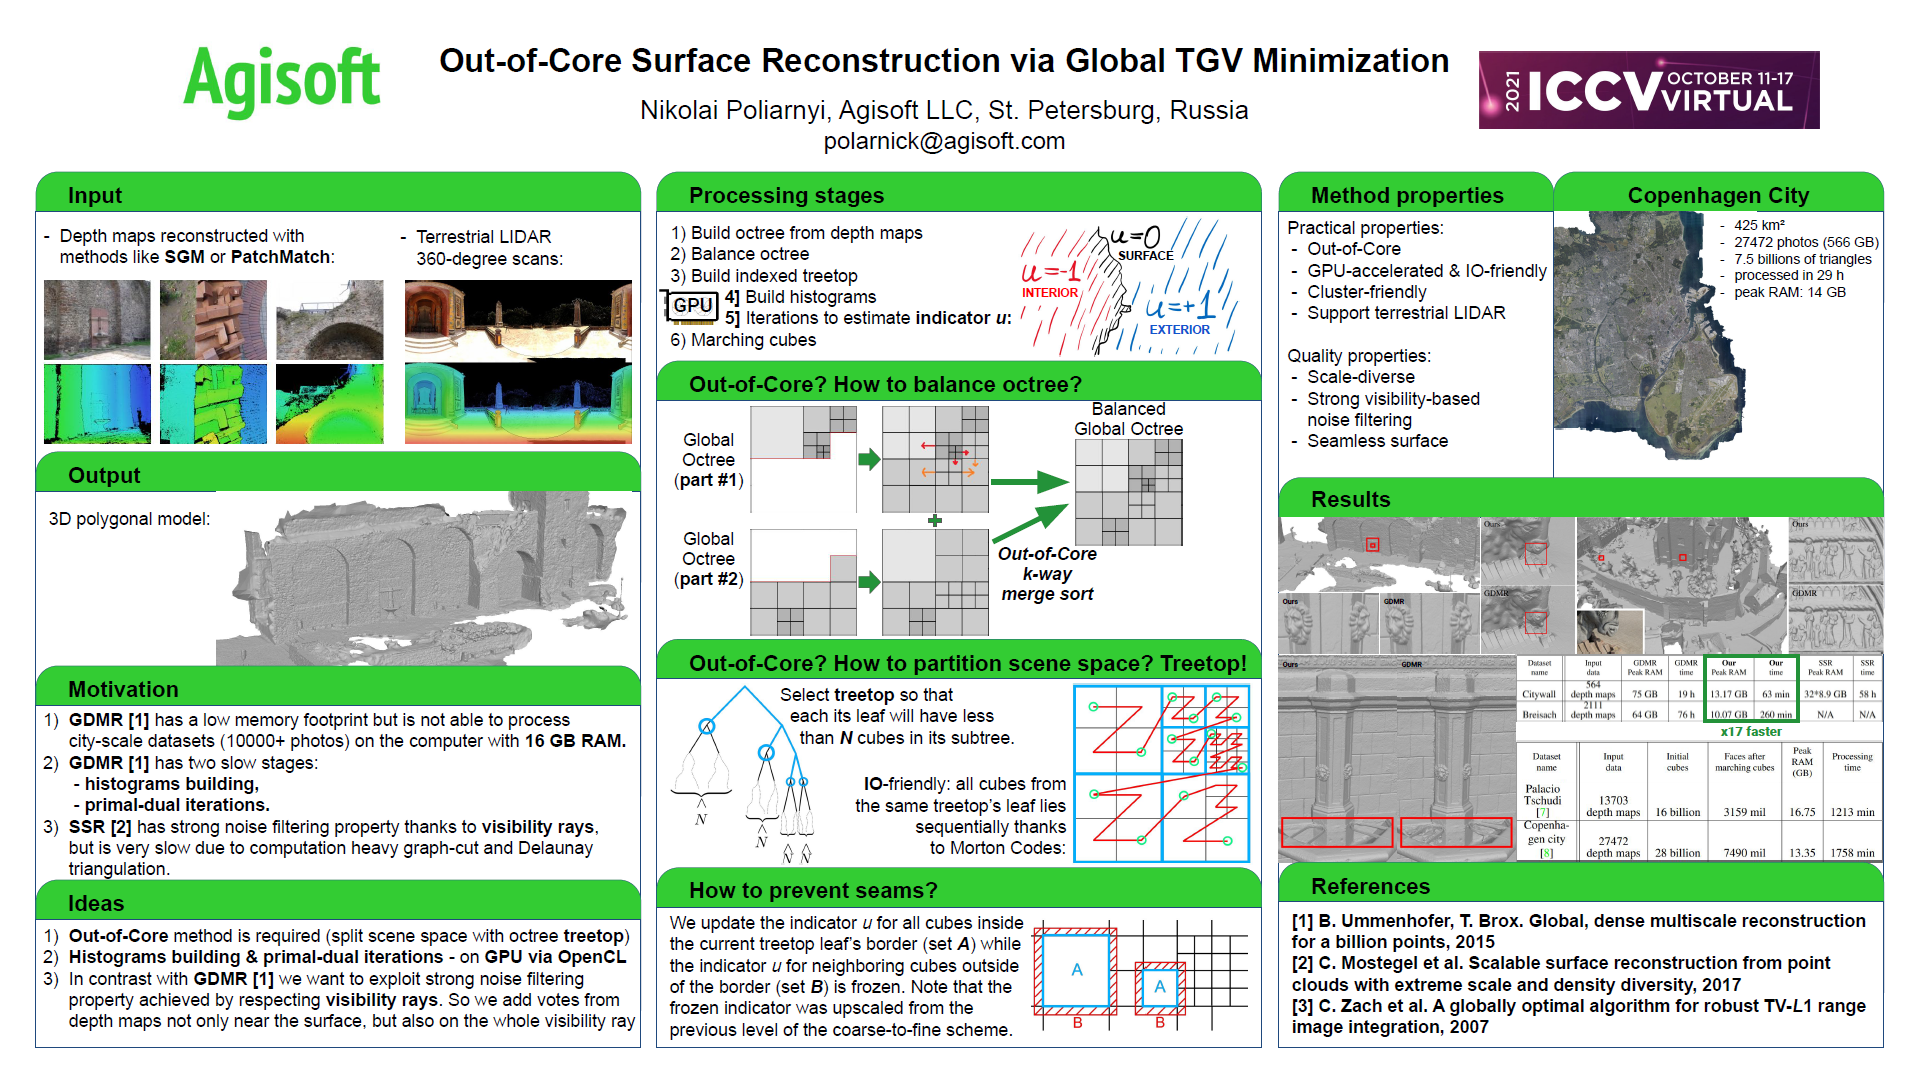 Agisoft
Out-of-Core Surface Reconstruction via Global TGV Minimization
Nikolai Poliarnyi, Agisoft LLC, St. Petersburg, Russia
polarnick@agisoft.com
2021 ICCV OCTOBER 11-17
VIRTUAL
Input
- Depth maps reconstructed with
methods like SGM or PatchMatch:
- Terrestrial LIDAR
360-degree scans:
Output
3D polygonal model:
Motivation
1) GDMR [1] has a low memory footprint but is not able to process
city-scale datasets (10000+ photos) on the computer with 16 GB RAM.
2) GDMR [1] has two slow stages:
- histograms building,
- primal-dual iterations.
3) SSR [2] has strong noise filtering property thanks to visibility rays,
but is very slow due to computation heavy graph-cut and Delaunay
triangulation.
Ideas
1) Out-of-Core method is required (split scene space with octree treetop)
2) Histograms building & primal-dual iterations - on GPU via OpenCL
3) In contrast with GDMR [1] we want to exploit strong noise filtering
property achieved by respecting visibility rays. So we add votes from
depth maps not only near the surface, but also on the whole visibility ray
Processing stages
1) Build octree from depth maps
2) Balance octree
3) Build indexed treetop
GPU
4] Build histograms
5] Iterations to estimate indicator u:
6) Marching cubes
u=0
SURFACE
u=-1
INTERIOR
u=+1
EXTERIOR
Out-of-Core? How to balance octree?
Global
Octree
(part #1)
Balanced
Global Octree
Global
Octree
(part #2)
Out-of-Core
k-way
merge sort
Out-of-Core? How to partition scene space? Treetop!
Select treetop so that
each its leaf will have less
than N cubes in its subtree.
N
N
N
N
IO-friendly: all cubes from
the same treetop's leaf lies
sequentially thanks
to Morton Codes:
How to prevent seams?
We update the indicator u for all cubes inside
the current treetop leaf's border (set A) while
the indicator u for neighboring cubes outside
of the border (set B) is frozen. Note that the
frozen indicator was upscaled from the
previous level of the coarse-to-fine scheme.
A
A
B
B
Method properties
Practical properties:
- Out-of-Core
- GPU-accelerated & IO-friendly
- Cluster-friendly
- Support terrestrial LIDAR
Quality properties:
- Scale-diverse
- Strong visibility-based
noise filtering
- Seamless surface
Copenhagen City
- 425 km²
- 27472 photos (566 GB)
- 7.5 billions of triangles
- processed in 29 h
- peak RAM: 14 GB
Results
Ours
Ours
GDMR
GDMR
Ours
GDMR
Ours
GDMR
Dataset name Input data GDMR Peak RAM GDMR time Our Peak RAM Our time SSR Peak RAM SSR time
Citywall 564 depth maps 75 GB 19 h 13.17 GB 63 min 32*8.9 GB 58 h
Breisach 2111 depth maps 64 GB 76 h 10.07 GB 260 min N/A N/A
x17 faster
Dataset name Input data Initial cubes Faces after marching cubes Peak RAM (GB) Processing time
Palacio Tschudi [7] 13703 depth maps 16 billion 3159 mil 16.75 1213 min
Copenha-gen city [8] 27472 depth maps 28 billion 7490 mil 13.35 1758 min
References
[1] B. Ummenhofer, T. Brox. Global, dense multiscale reconstruction
for a billion points, 2015
[2] C. Mostegel et al. Scalable surface reconstruction from point
clouds with extreme scale and density diversity, 2017
[3] C. Zach et al. A globally optimal algorithm for robust TV-L1 range
image integration, 2007